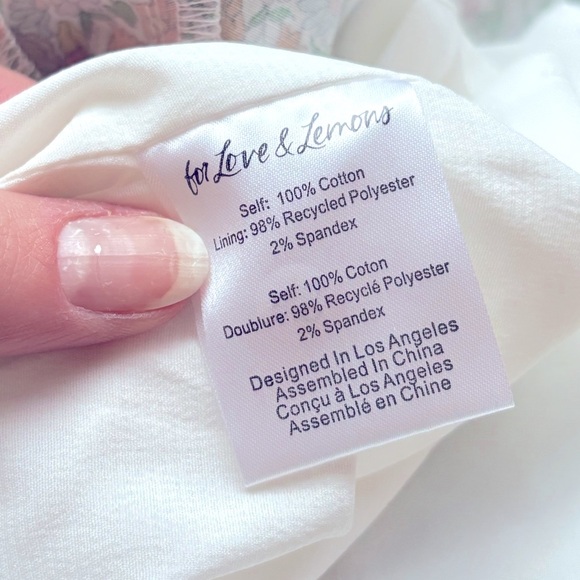 for Love & Lemons
Self: 100% Cotton
Lining: 98% Recycled Polyester
2% Spandex
Self: 100% Coton
Doublure: 98% Recyclé Polyester
2% Spandex
Designed In Los Angeles
Assembled In China
Conçu à Los Angeles
Assemblé en Chine